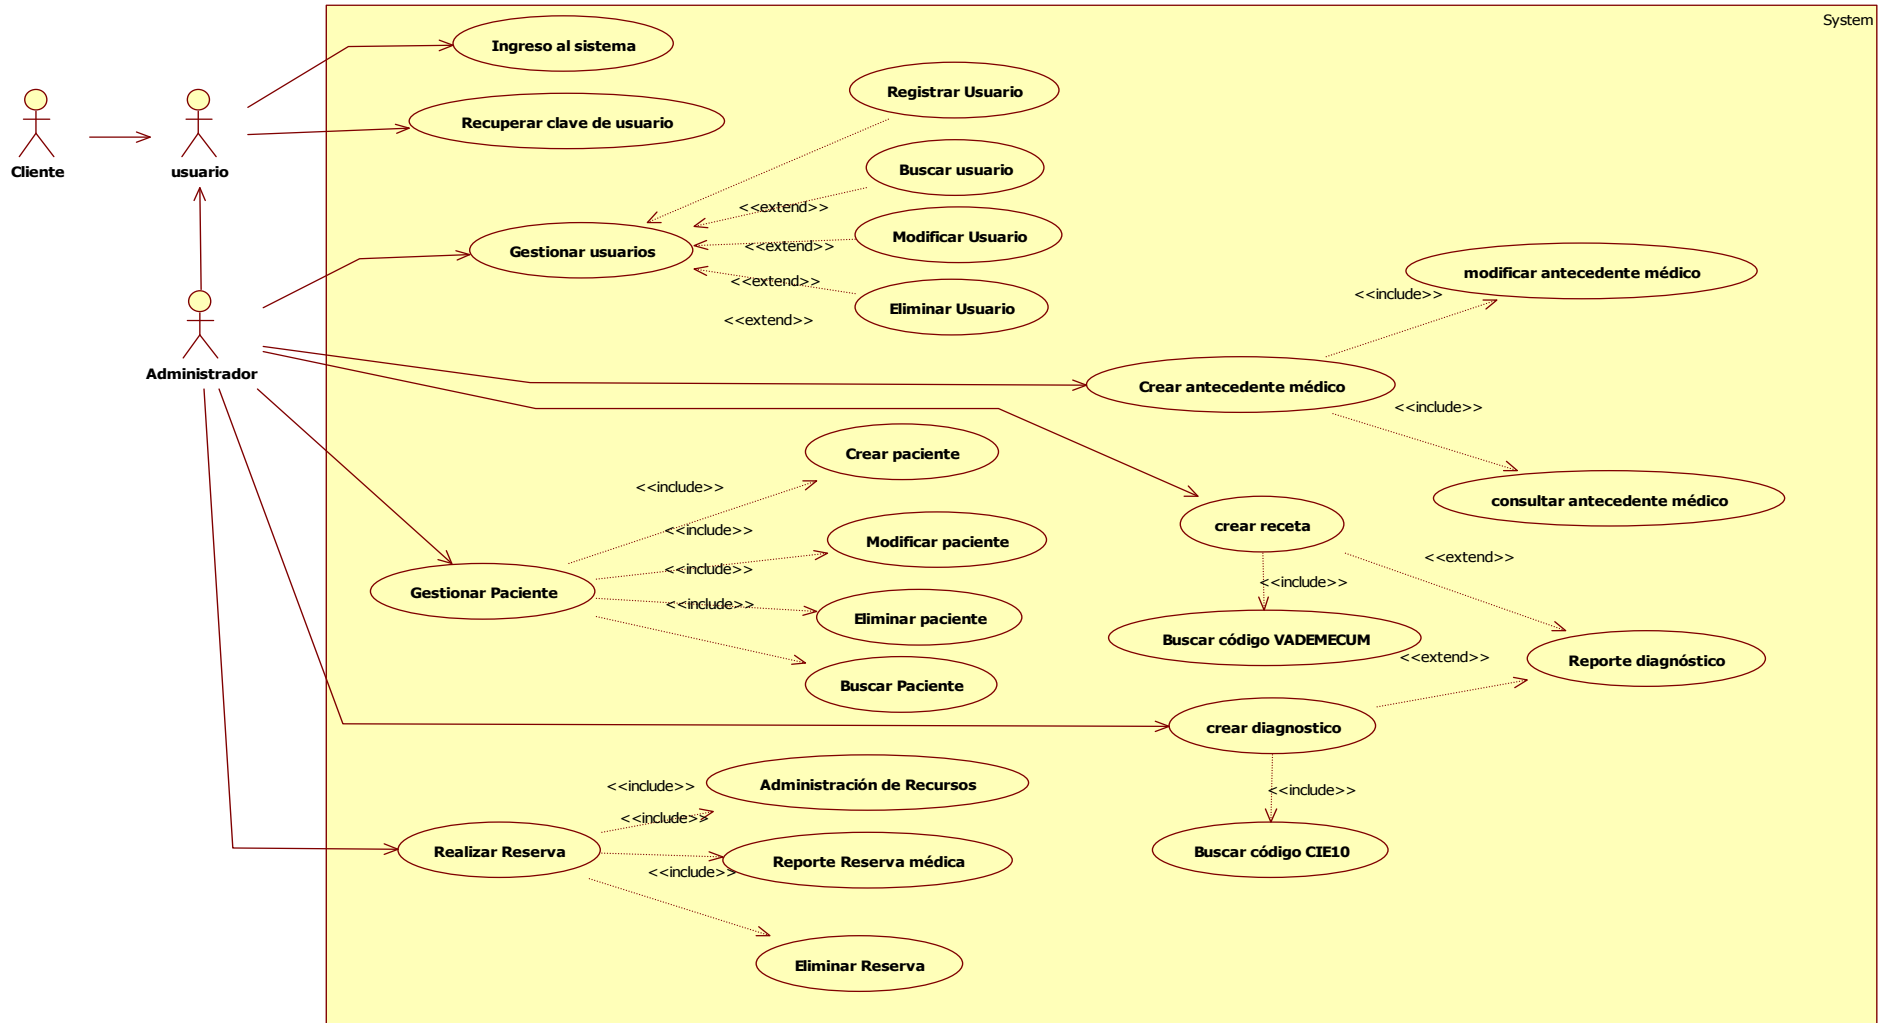 System
Ingreso al sistema
Registrar Usuario
Recuperar clave de usuario
Cliente
usuario
Buscar usuario
<<extend>>
Modificar Usuario
<<extend>>
Gestionar usuarios
<<extend>>
Eliminar Usuario
<<extend>>
modificar antecedente médico
<<include>>
Administrador
Crear antecedente médico
<<include>>
Crear paciente
<<include>>
consultar antecedente médico
crear receta
<<include>>
Modificar paciente
<<extend>>
<<include>>
<<include>>
Gestionar Paciente
<<include>>
Eliminar paciente
Buscar código VADEMECUM
<<extend>>
Reporte diagnóstico
Buscar Paciente
crear diagnostico
<<include>>
Administración de Recursos
<<include>>
<<include>>
Realizar Reserva
Reporte Reserva médica
Buscar código CIE10
<<include>>
Eliminar Reserva